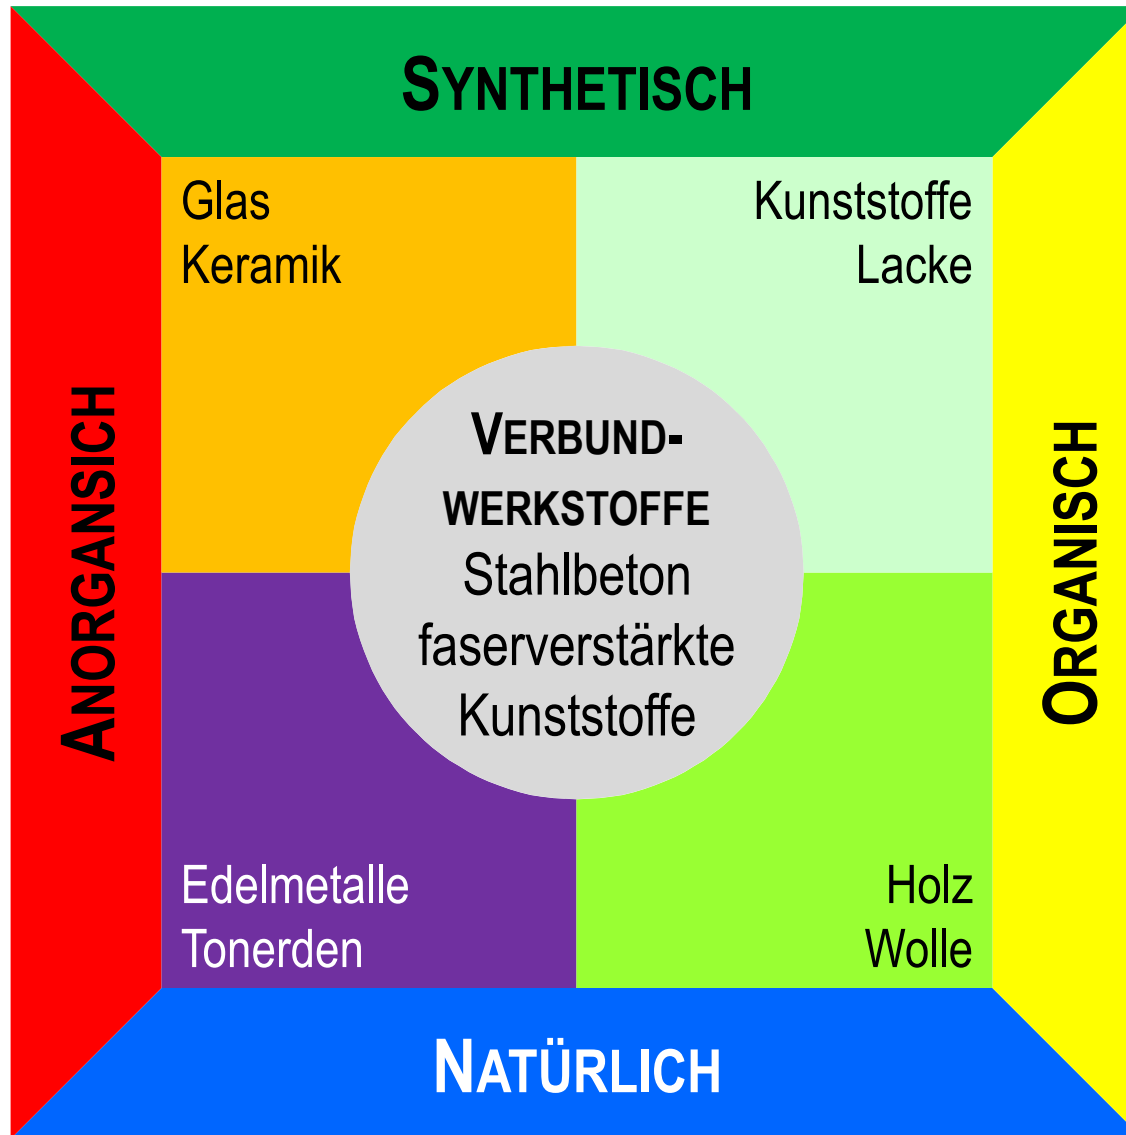 SYNTHETISCH
Glas
Keramik
Kunststoffe
Lacke
ANORGANSICH
VERBUND-
WERKSTOFFE
Stahlbeton
faserverstärkte
Kunststoffe
ORGANISCH
Edelmetalle
Tonerden
Holz
Wolle
NATÜRLICH